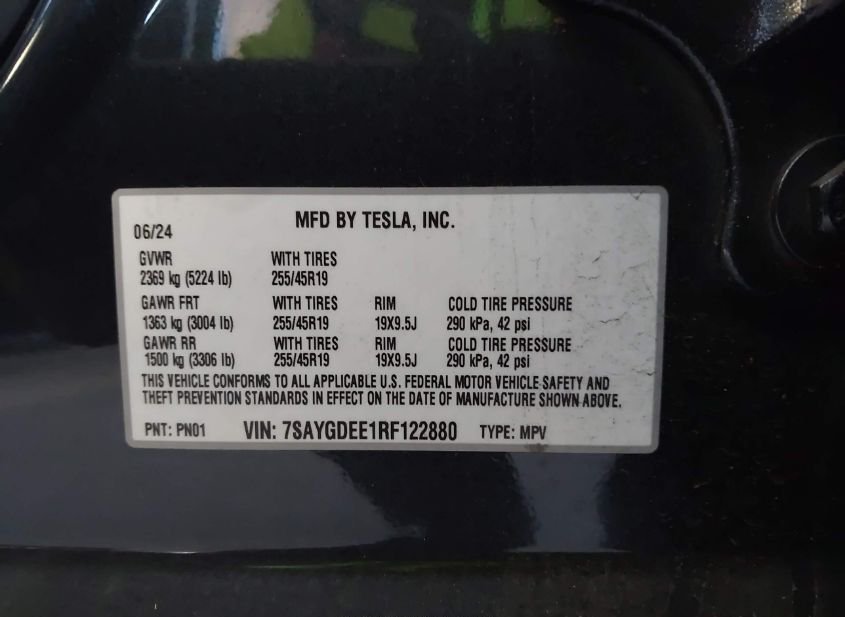 MFD BY TESLA, INC.
06/24
GVWR WITH TIRES
2369 kg (5224 lb) 255/45R19
GAWR FRT WITH TIRES RIM COLD TIRE PRESSURE
1363 kg (3004 lb) 255/45R19 19X9.5J 290 kPa, 42 psi
GAWR RR WITH TIRES RIM COLD TIRE PRESSURE
1500 kg (3306 lb) 255/45R19 19X9.5J 290 kPa, 42 psi
THIS VEHICLE CONFORMS TO ALL APPLICABLE U.S. FEDERAL MOTOR VEHICLE SAFETY AND
THEFT PREVENTION STANDARDS IN EFFECT ON THE DATE OF MANUFACTURE SHOWN ABOVE.
PNT: PN01 VIN: 7SAYGDEE1RF122880 TYPE: MPV